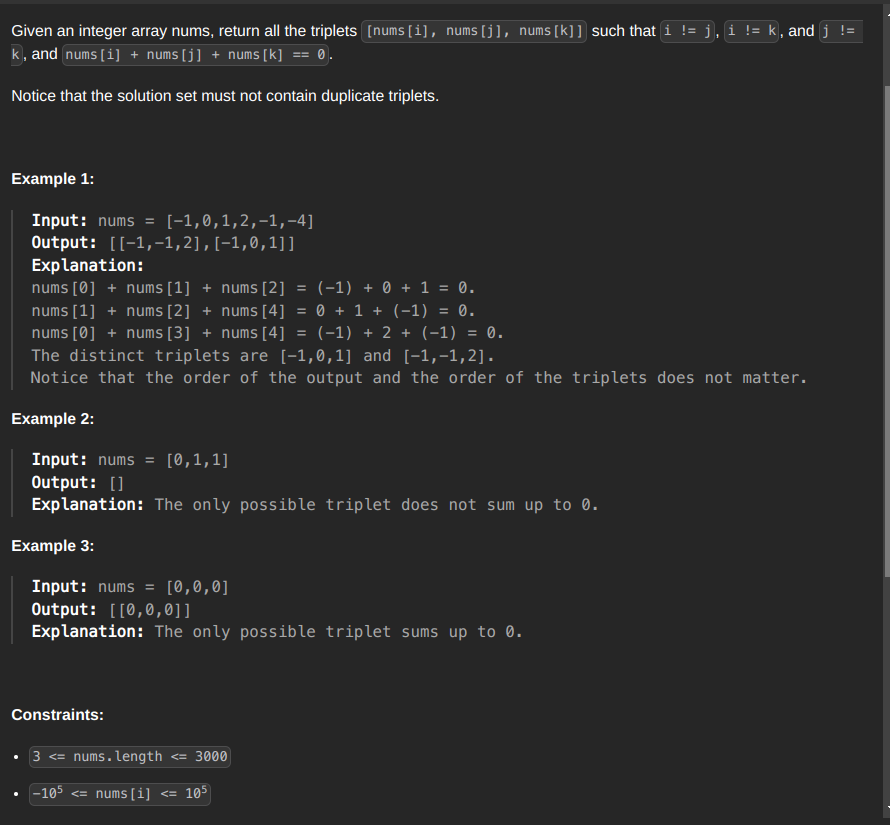 Given an integer array nums, return all the triplets [nums[i], nums[j], nums[k]] such that i != j, i != k, and j !=
k, and nums[i] + nums[j] + nums[k] == 0.
Notice that the solution set must not contain duplicate triplets.
Example 1:
Input: nums = [-1,0,1,2,-1,-4]
Output: [[-1,-1,2],[-1,0,1]]
Explanation:
nums[0] + nums[1] + nums[2] = (-1) + 0 + 1 = 0.
nums[1] + nums[2] + nums[4] = 0 + 1 + (-1) = 0.
nums[0] + nums[3] + nums[4] = (-1) + 2 + (-1) = 0.
The distinct triplets are [-1,0,1] and [-1,-1,2].
Notice that the order of the output and the order of the triplets does not matter.
Example 2:
Input: nums = [0,1,1]
Output: []
Explanation: The only possible triplet does not sum up to 0.
Example 3:
Input: nums = [0,0,0]
Output: [[0,0,0]]
Explanation: The only possible triplet sums up to 0.
Constraints:
• 3 <= nums.length <= 3000
• -10⁵ <= nums[i] <= 10⁵